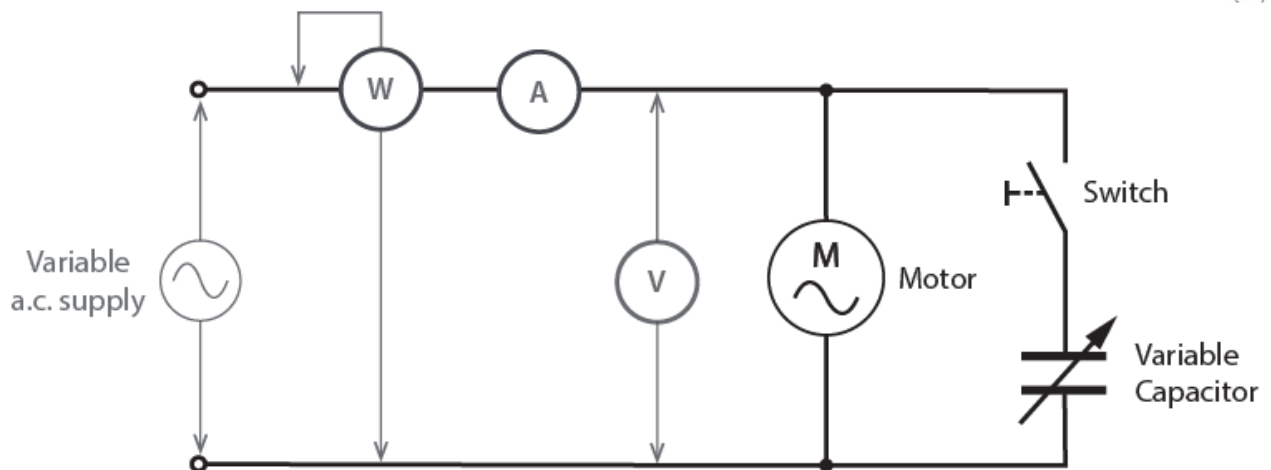 W
A
Switch
Variable
a.c. supply
V
M
Motor
Variable
Capacitor